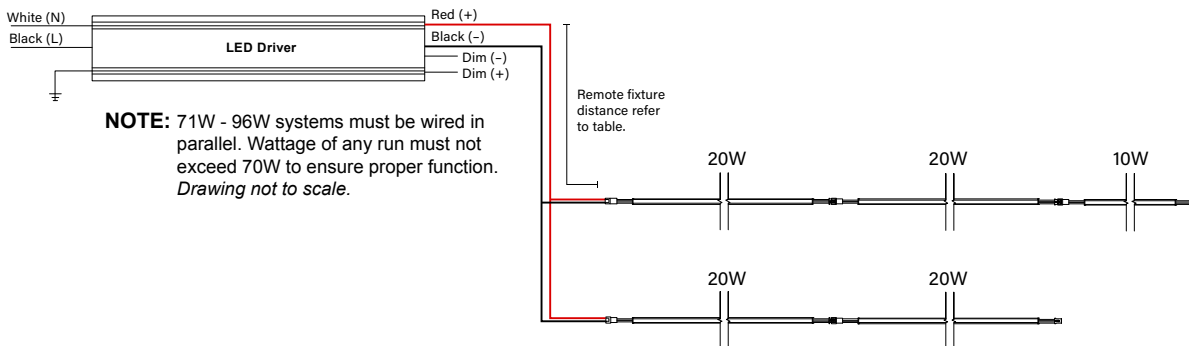 White (N)
Black (L)
LED Driver
Red (+)
Black (–)
Dim (–)
Dim (+)
Remote fixture
distance refer
to table.
NOTE: 71W - 96W systems must be wired in
parallel. Wattage of any run must not
exceed 70W to ensure proper function.
Drawing not to scale.
20W
20W
10W
20W
20W